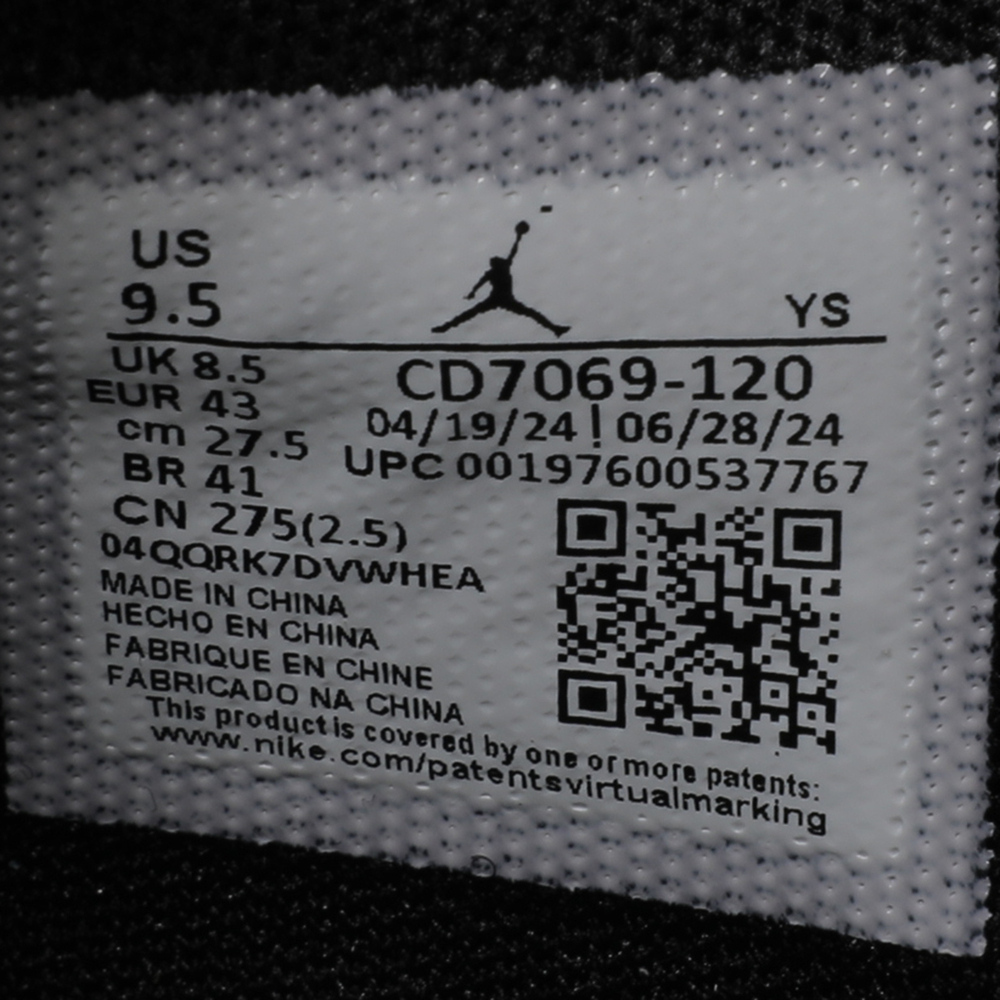 US
9.5
YS
UK 8.5
EUR 43
cm 27.5
BR 41
CN 275(2.5)
04QQRK7DVWHEA
MADE IN CHINA
HECHO EN CHINA
FABRIQUE EN CHINE
FABRICADO NA CHINA
CD7069-120
04/19/24 | 06/28/24
UPC 00197600537767
This product is covered by one or more patents:
www.nike.com/patentsvirtualmarking